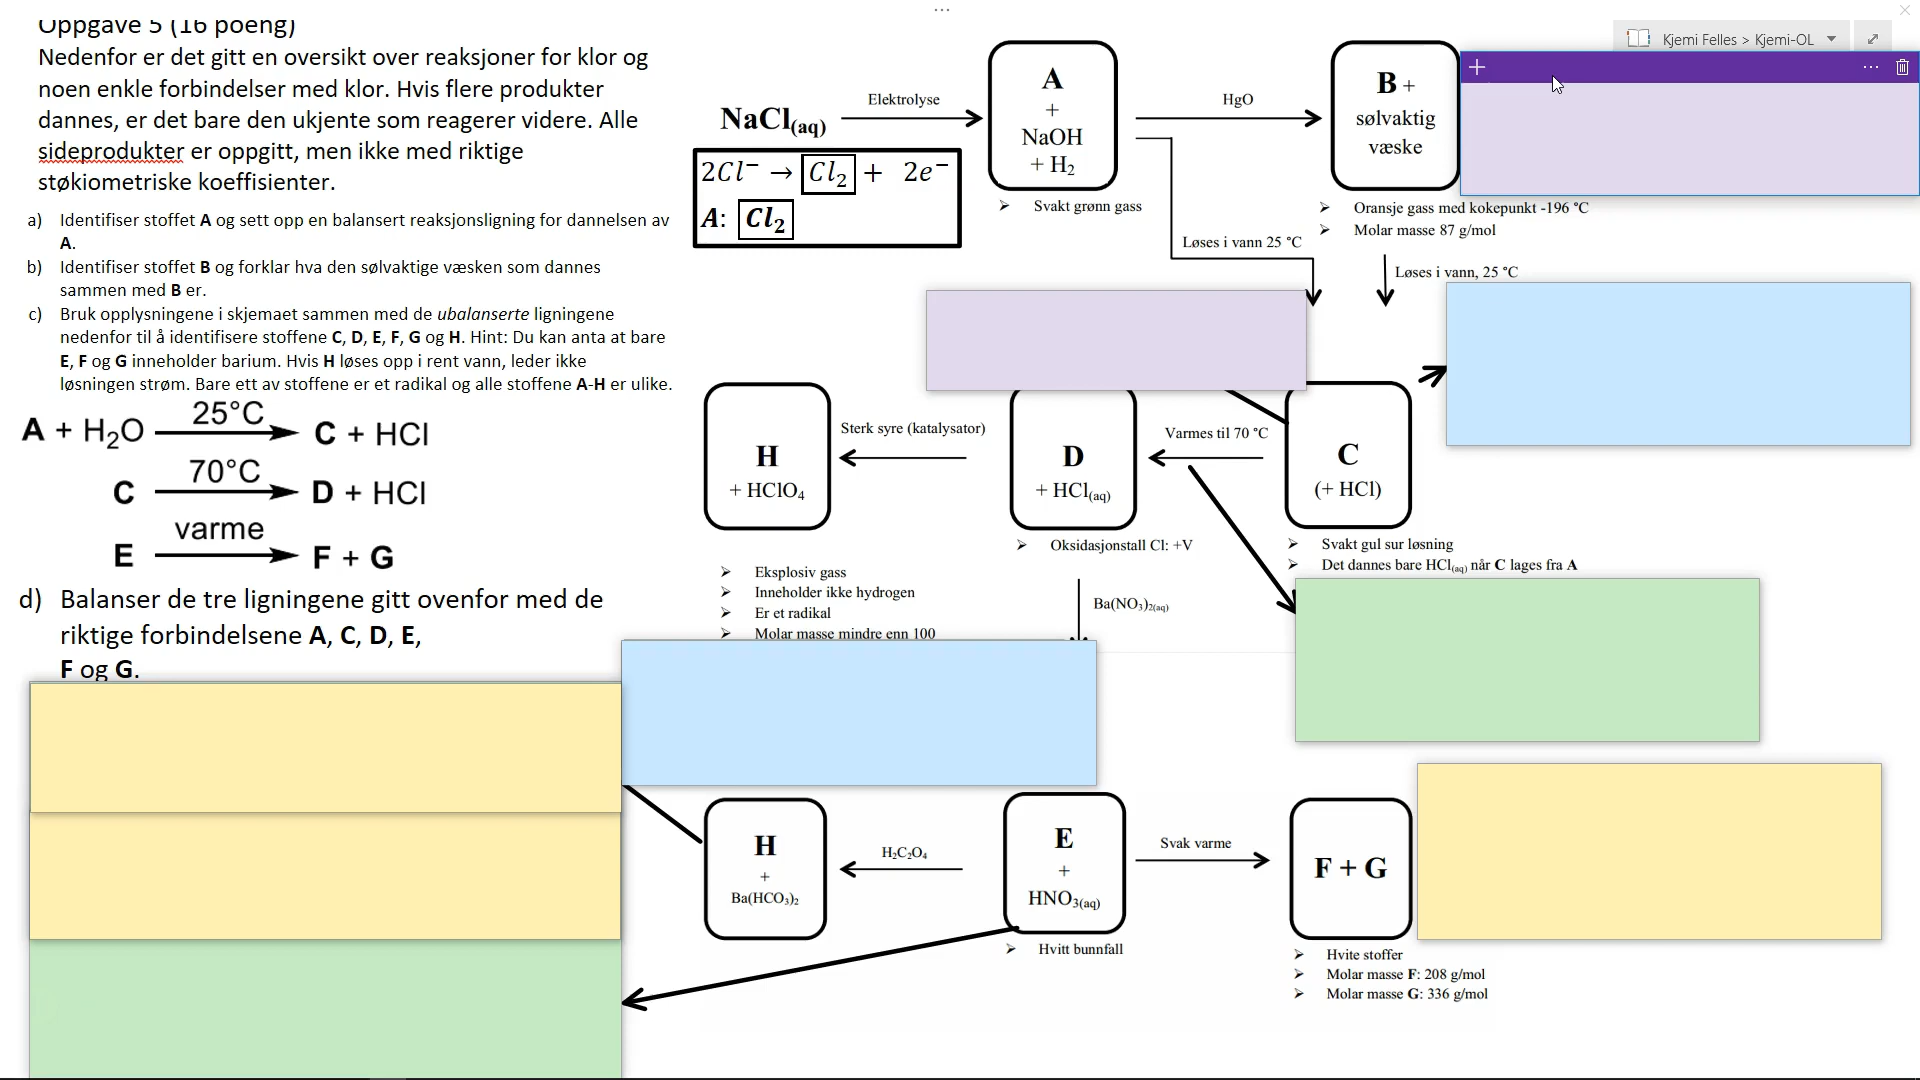 Oppgave 5 (16 poeng)
Nedenfor er det gitt en oversikt over reaksjoner for klor og
noen enkle forbindelser med klor. Hvis flere produkter
dannes, er det bare den ukjente som reagerer videre. Alle
sideprodukter er oppgitt, men ikke med riktige
støkiometriske koeffisienter.
a) Identifiser stoffet A og sett opp en balansert reaksjonsligning for dannelsen av
A.
b) Identifiser stoffet B og forklar hva den sølvaktige væsken som dannes
sammen med B er.
c) Bruk opplysningene i skjemaet sammen med de ubalanserte ligningene
nedenfor til å identifisere stoffene C, D, E, F, G og H. Hint: Du kan anta at bare
E, F og G inneholder barium. Hvis H løses opp i rent vann, leder ikke
løsningen strøm. Bare ett av stoffene er et radikal og alle stoffene A-H er ulike.
A + H₂O 25°C C + HCl
C 70°C D + HCl
E varme F + G
d) Balanser de tre ligningene gitt ovenfor med de
riktige forbindelsene A, C, D, E,
F og G.
Kjemi Felles > Kjemi-OL
NaCl(aq)
Elektrolyse
A
+
NaOH
+ H₂
HgO
B +
sølvaktig
væske
2Cl⁻ → Cl₂ + 2e⁻
A: Cl₂
➢ Svakt grønn gass
➢ Oransje gass med kokepunkt -196 °C
➢ Molar masse 87 g/mol
Løses i vann 25 °C
Løses i vann, 25 °C
H
+ HClO₄
Sterk syre (katalysator)
D
+ HCl(aq)
Varmes til 70 °C
C
(+ HCl)
➢ Oksidasjonstall Cl: +V
➢ Svakt gul sur løsning
➢ Det dannes bare HCl(aq) når C lages fra A
➢ Eksplosiv gass
➢ Inneholder ikke hydrogen
➢ Er et radikal
➢ Molar masse mindre enn 100
Ba(NO₃)₂(aq)
H
+
Ba(HCO₃)₂
H₂C₂O₄
E
+
HNO₃(aq)
Svak varme
F + G
➢ Hvitt bunnfall
➢ Hvite stoffer
➢ Molar masse F: 208 g/mol
➢ Molar masse G: 336 g/mol